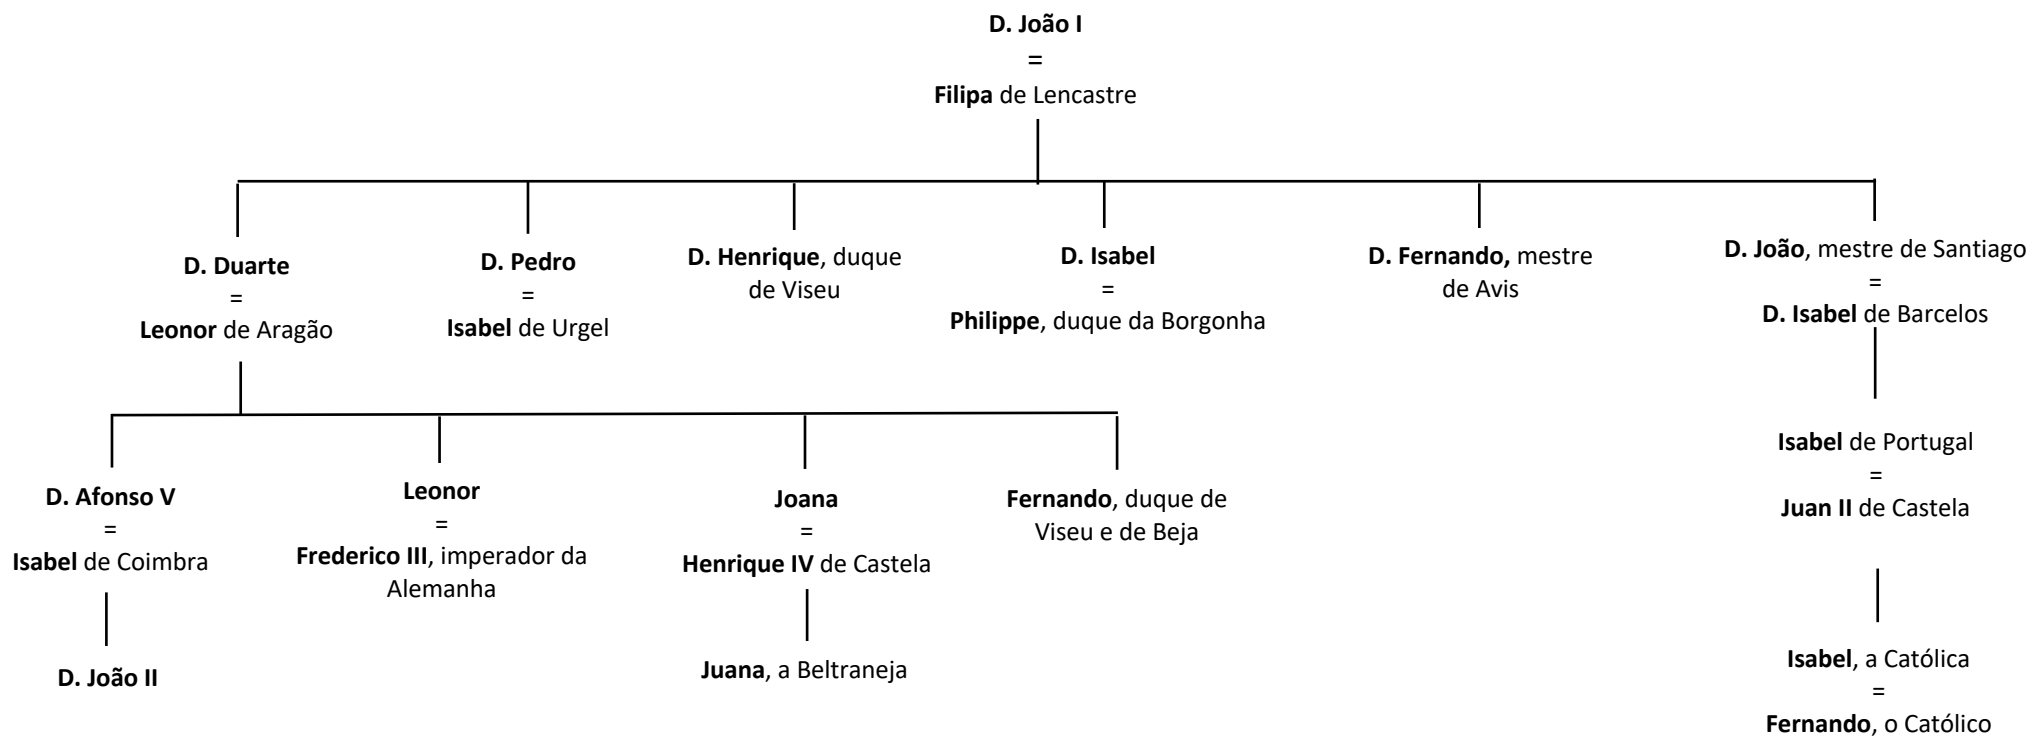 D. João I
=
Filipa de Lencastre
D. Duarte
=
Leonor de Aragão
D. Pedro
=
Isabel de Urgel
D. Henrique, duque
de Viseu
D. Isabel
=
Philippe, duque da Borgonha
D. Fernando, mestre
de Avis
D. João, mestre de Santiago
=
D. Isabel de Barcelos
D. Afonso V
=
Isabel de Coimbra
Leonor
=
Frederico III, imperador da
Alemanha
Joana
=
Henrique IV de Castela
Fernando, duque de
Viseu e de Beja
Isabel de Portugal
=
Juan II de Castela
D. João II
Juana, a Beltraneja
Isabel, a Católica
=
Fernando, o Católico